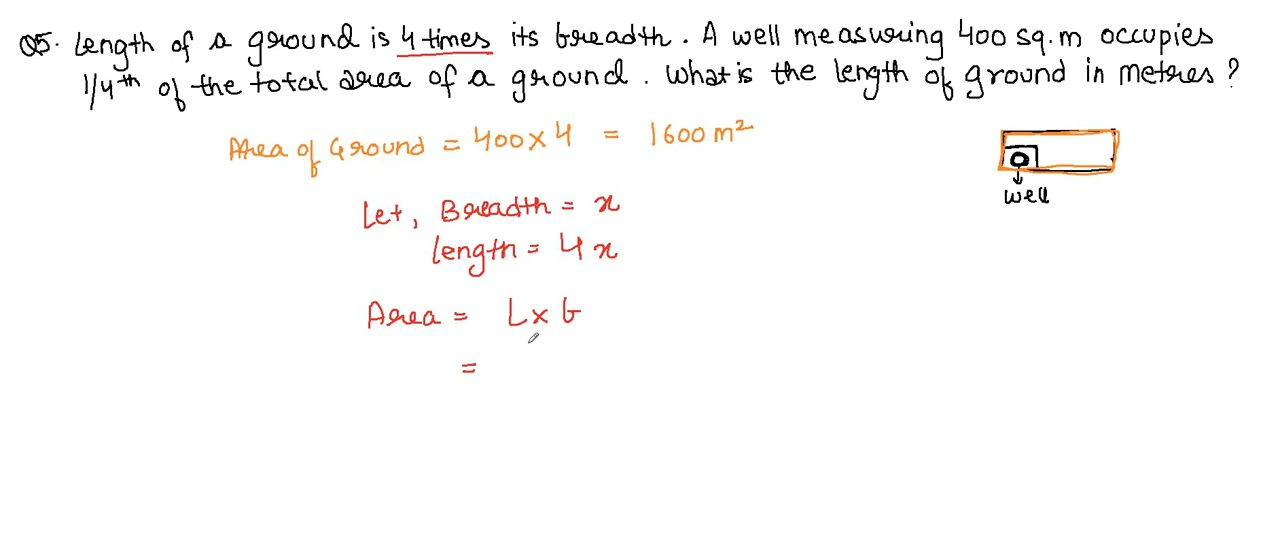 Q5. Length of a ground is 4 times its breadth. A well measuring 400 sq.m occupies
1/4th of the total area of a ground. What is the length of ground in metres?
Area of Ground = 400 x 4 = 1600 m²
well
Let, Breadth = x
length = 4x
Area = L x b
=